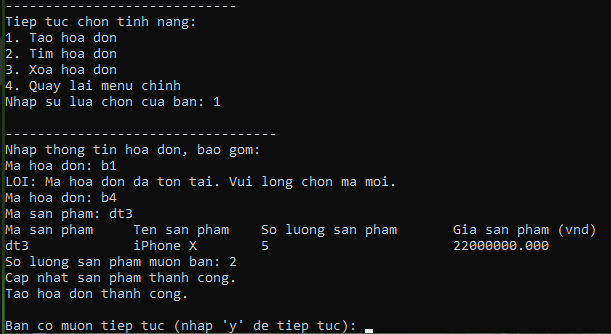 -----------------------------
Tiep tuc chon tinh nang:
1. Tao hoa don
2. Tim hoa don
3. Xoa hoa don
4. Quay lai menu chinh
Nhap su lua chon cua ban: 1
----------------------------------
Nhap thong tin hoa don, bao gom:
Ma hoa don: b1
LOI: Ma hoa don da ton tai. Vui long chon ma moi.
Ma hoa don: b4
Ma san pham: dt3
Ma san pham     Ten san pham    So luong san pham       Gia san pham (vnd)
dt3             iPhone X        5                       22000000.000
So luong san pham muon ban: 2
Cap nhat san pham thanh cong.
Tao hoa don thanh cong.
Ban co muon tiep tuc (nhap 'y' de tiep tuc):